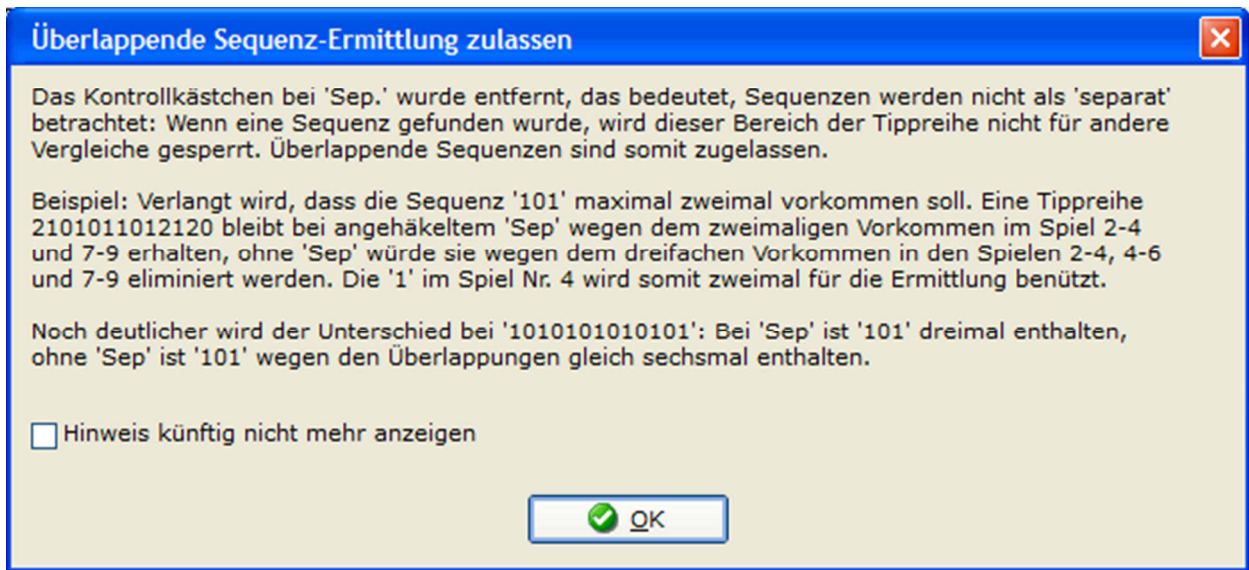 Überlappende Sequenz-Ermittlung zulassen
Das Kontrollkästchen bei 'Sep.' wurde entfernt, das bedeutet, Sequenzen werden nicht als 'separat'
betrachtet: Wenn eine Sequenz gefunden wurde, wird dieser Bereich der Tippreihe nicht für andere
Vergleiche gesperrt. Überlappende Sequenzen sind somit zugelassen.
Beispiel: Verlangt wird, dass die Sequenz '101' maximal zweimal vorkommen soll. Eine Tippreihe
2101011012120 bleibt bei angehäkeltem 'Sep' wegen dem zweimaligen Vorkommen im Spiel 2-4
und 7-9 erhalten, ohne 'Sep' würde sie wegen dem dreifachen Vorkommen in den Spielen 2-4, 4-6
und 7-9 eliminiert werden. Die '1' im Spiel Nr. 4 wird somit zweimal für die Ermittlung benützt.
Noch deutlicher wird der Unterschied bei '1010101010101': Bei 'Sep' ist '101' dreimal enthalten,
ohne 'Sep' ist '101' wegen den Überlappungen gleich sechsmal enthalten.
Hinweis künftig nicht mehr anzeigen
OK